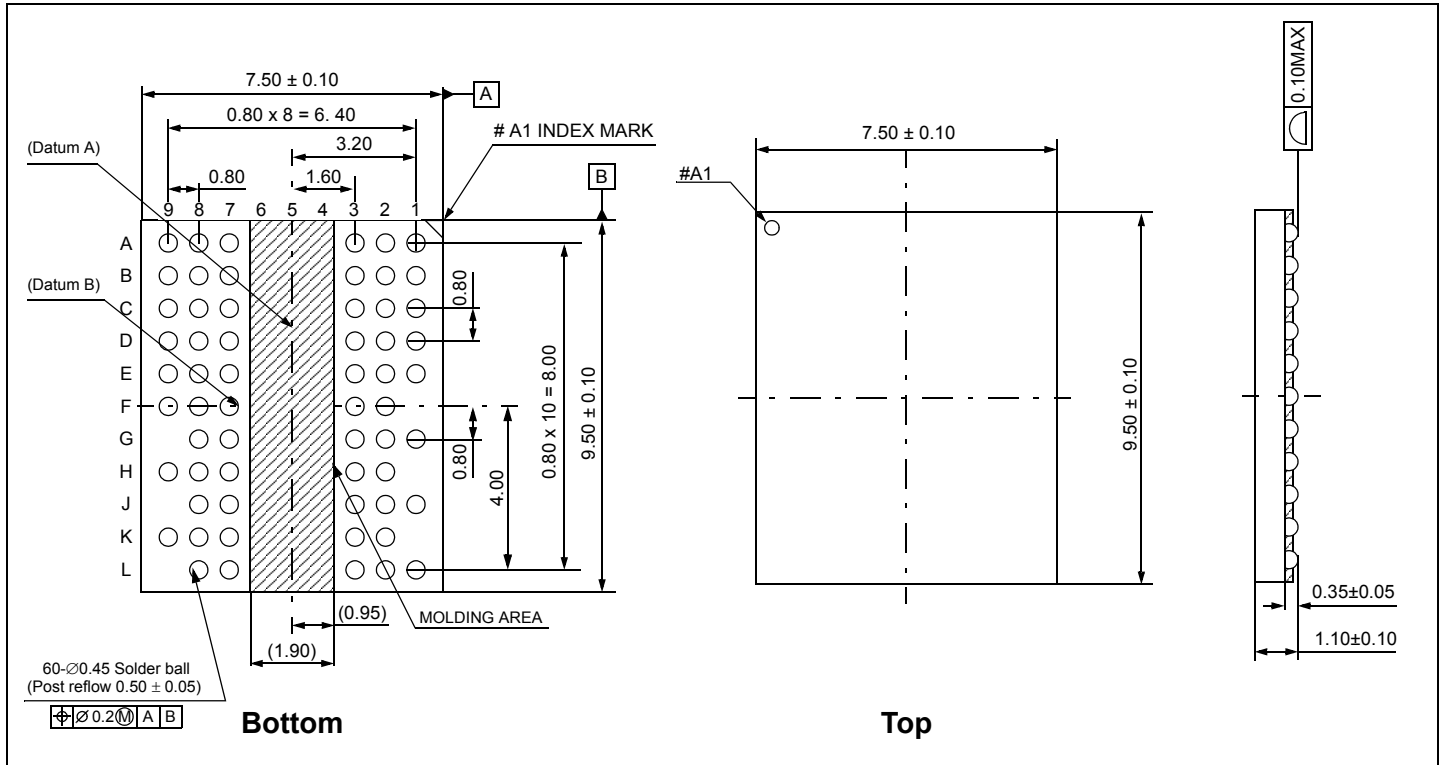 7.50 ± 0.10
A
0.80 x 8 = 6. 40
# A1 INDEX MARK
3.20
(Datum A)
0.80
1.60
B
9 8 7 6 5 4 3 2 1
A
B
C
D
E
F
G
H
J
K
L
(Datum B)
0.80
0.80 x 10 = 8.00
9.50 ± 0.10
0.80
4.00
(0.95)
MOLDING AREA
(1.90)
60-∅0.45 Solder ball
(Post reflow 0.50 ± 0.05)
⌖ ∅ 0.2 Ⓜ A B
Bottom
7.50 ± 0.10
#A1
9.50 ± 0.10
Top
0.10MAX
0.35±0.05
1.10±0.10